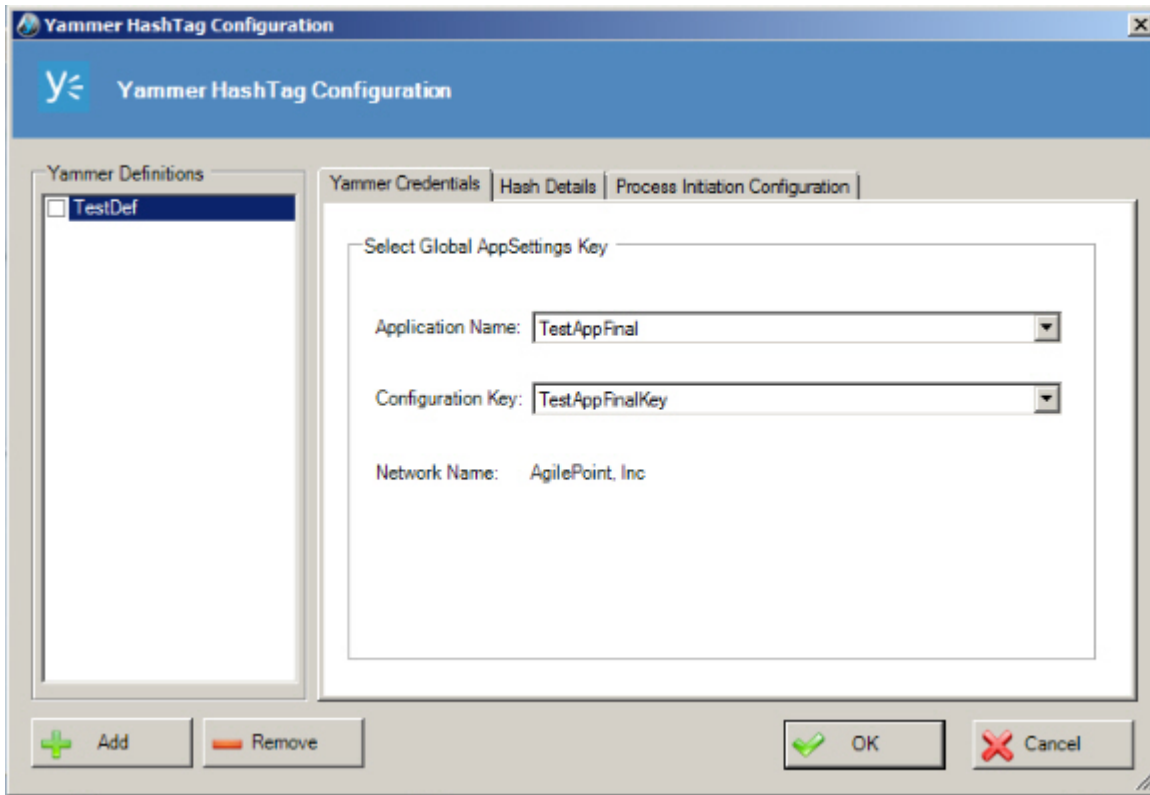 Yammer HashTag Configuration
Yammer HashTag Configuration
Yammer Definitions
TestDef
Yammer Credentials
Hash Details
Process Initiation Configuration
Select Global AppSettings Key
Application Name: TestAppFinal
Configuration Key: TestAppFinalKey
Network Name: AgilePoint, Inc
Add
Remove
OK
Cancel